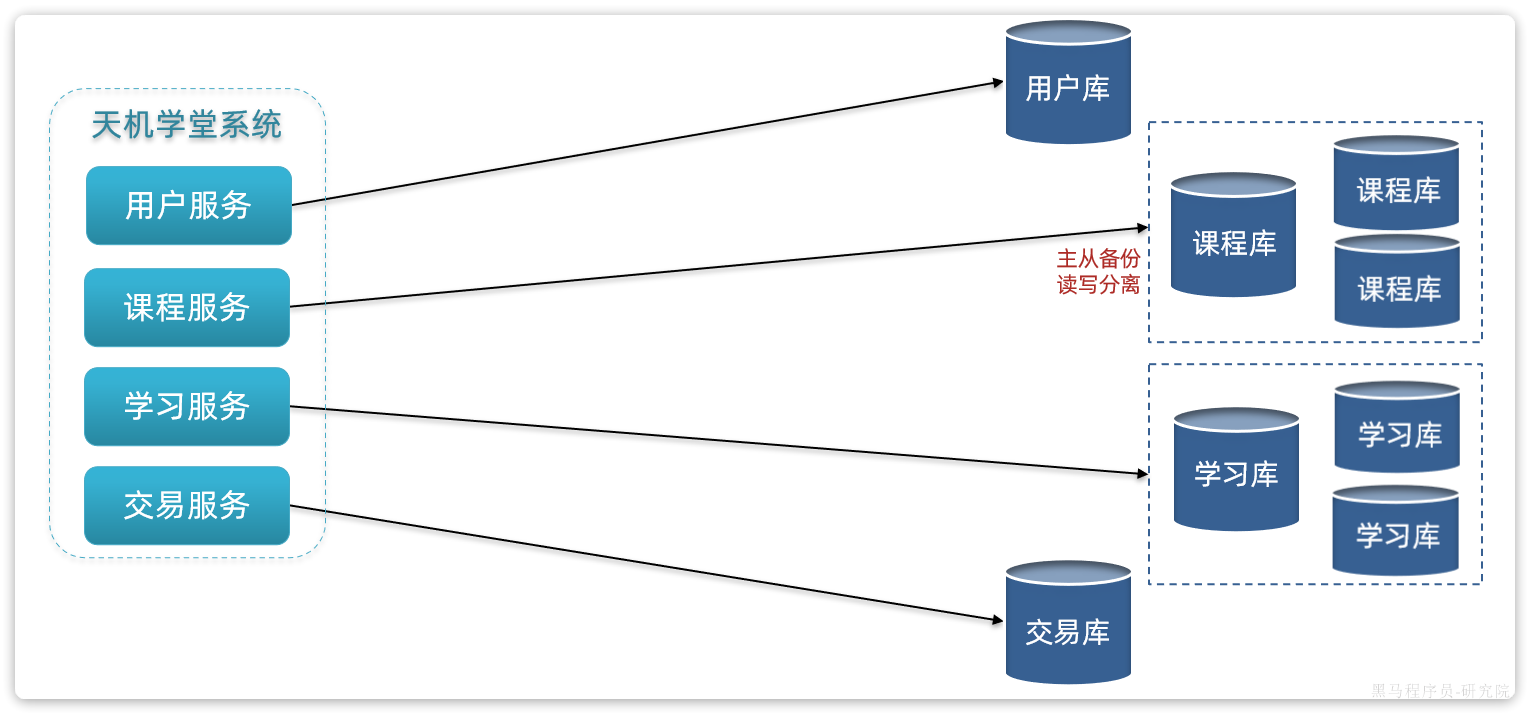 天机学堂系统
用户服务
课程服务
学习服务
交易服务
用户库
主从备份
读写分离
课程库
课程库
课程库
学习库
学习库
学习库
交易库
黑马程序员-研究院